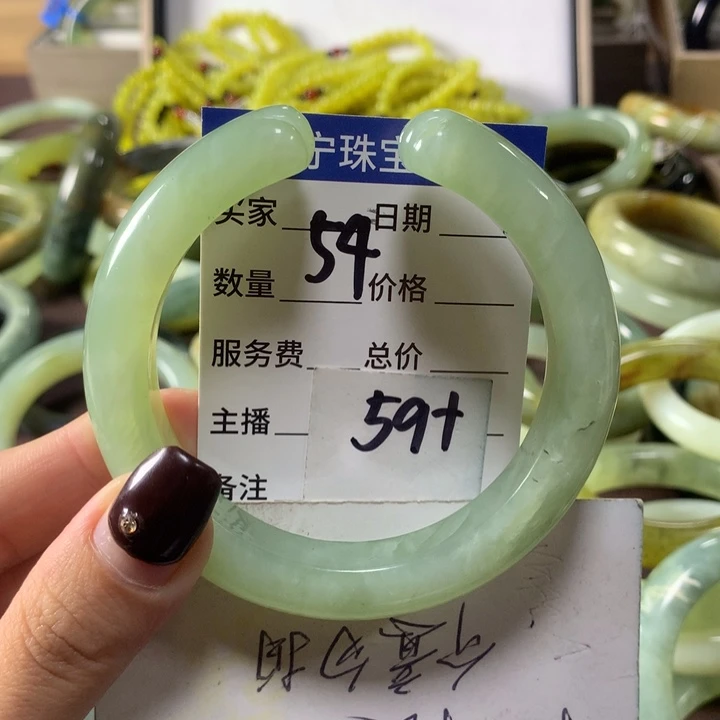 宁珠宝
买家 日期
54
数量 价格
服务费 总价
主播 59+
备注